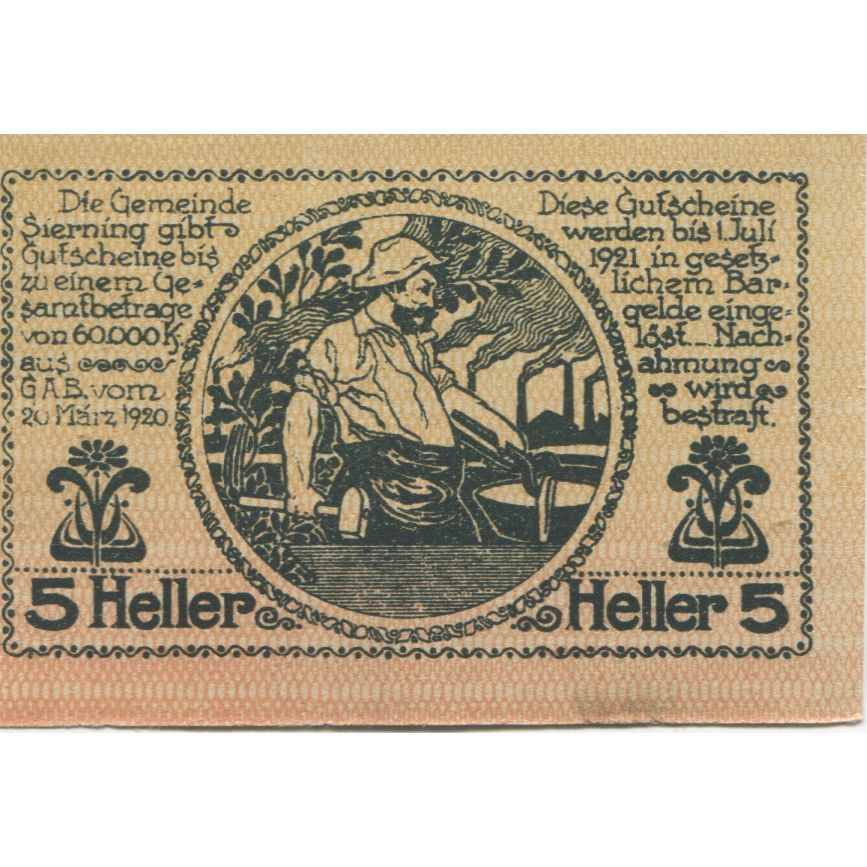 Die Gemeinde
Sierning gibt
Gutscheine bis
zu einem Ge-
samtbetrage
von 60.000 K.
aus
G.A.B. vom
20 März 1920.
Diese Gutscheine
werden bis 1. Juli
1921 in gesetz-
lichem Bar-
gelde einge-
löst. – Nach-
ahmung
wird
bestraft.
5 Heller
Heller 5